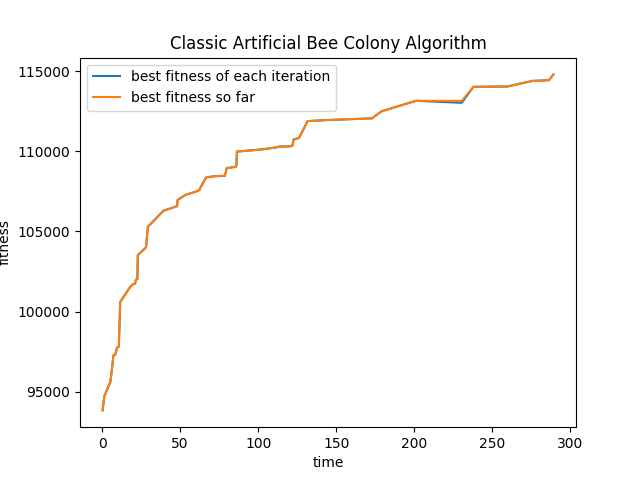 Classic Artificial Bee Colony Algorithm
best fitness of each iteration
best fitness so far
115000
110000
105000
100000
95000
fitness
0 50 100 150 200 250 300
time